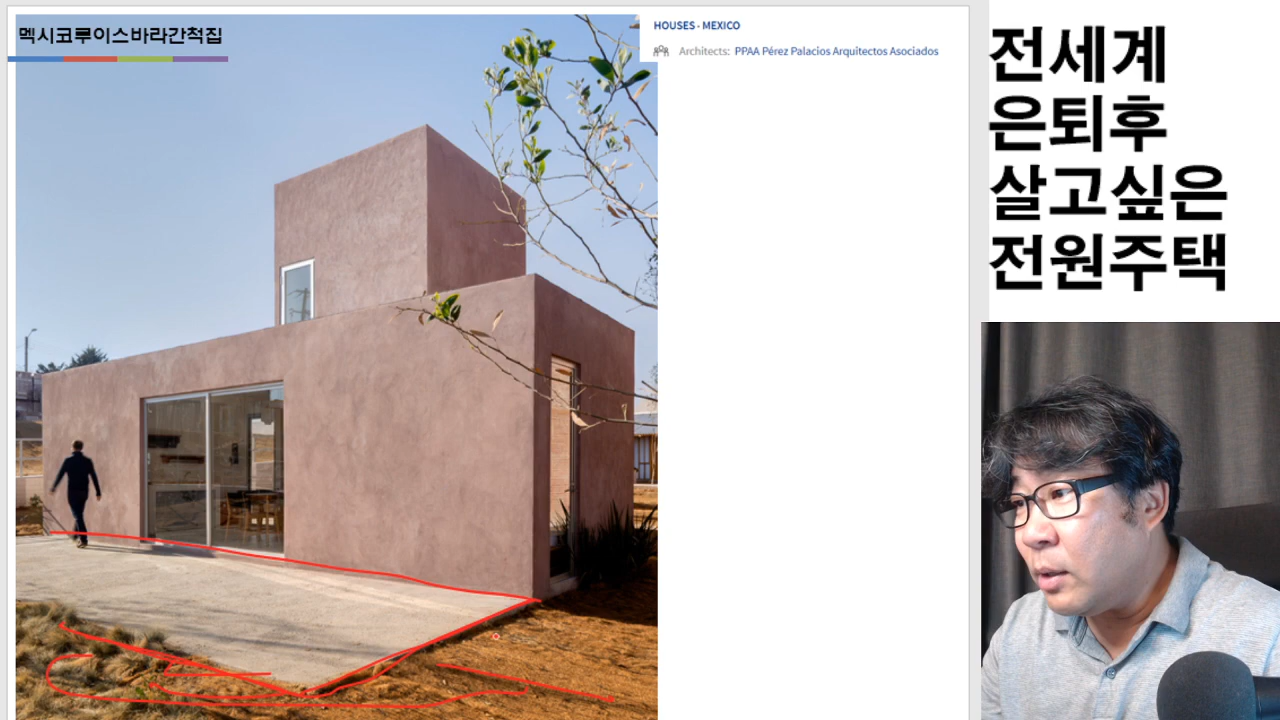 멕시코루이스바라간척집
HOUSES · MEXICO
Architects: PPAA Pérez Palacios Arquitectos Asociados
전세계
은퇴후
살고싶은
전원주택